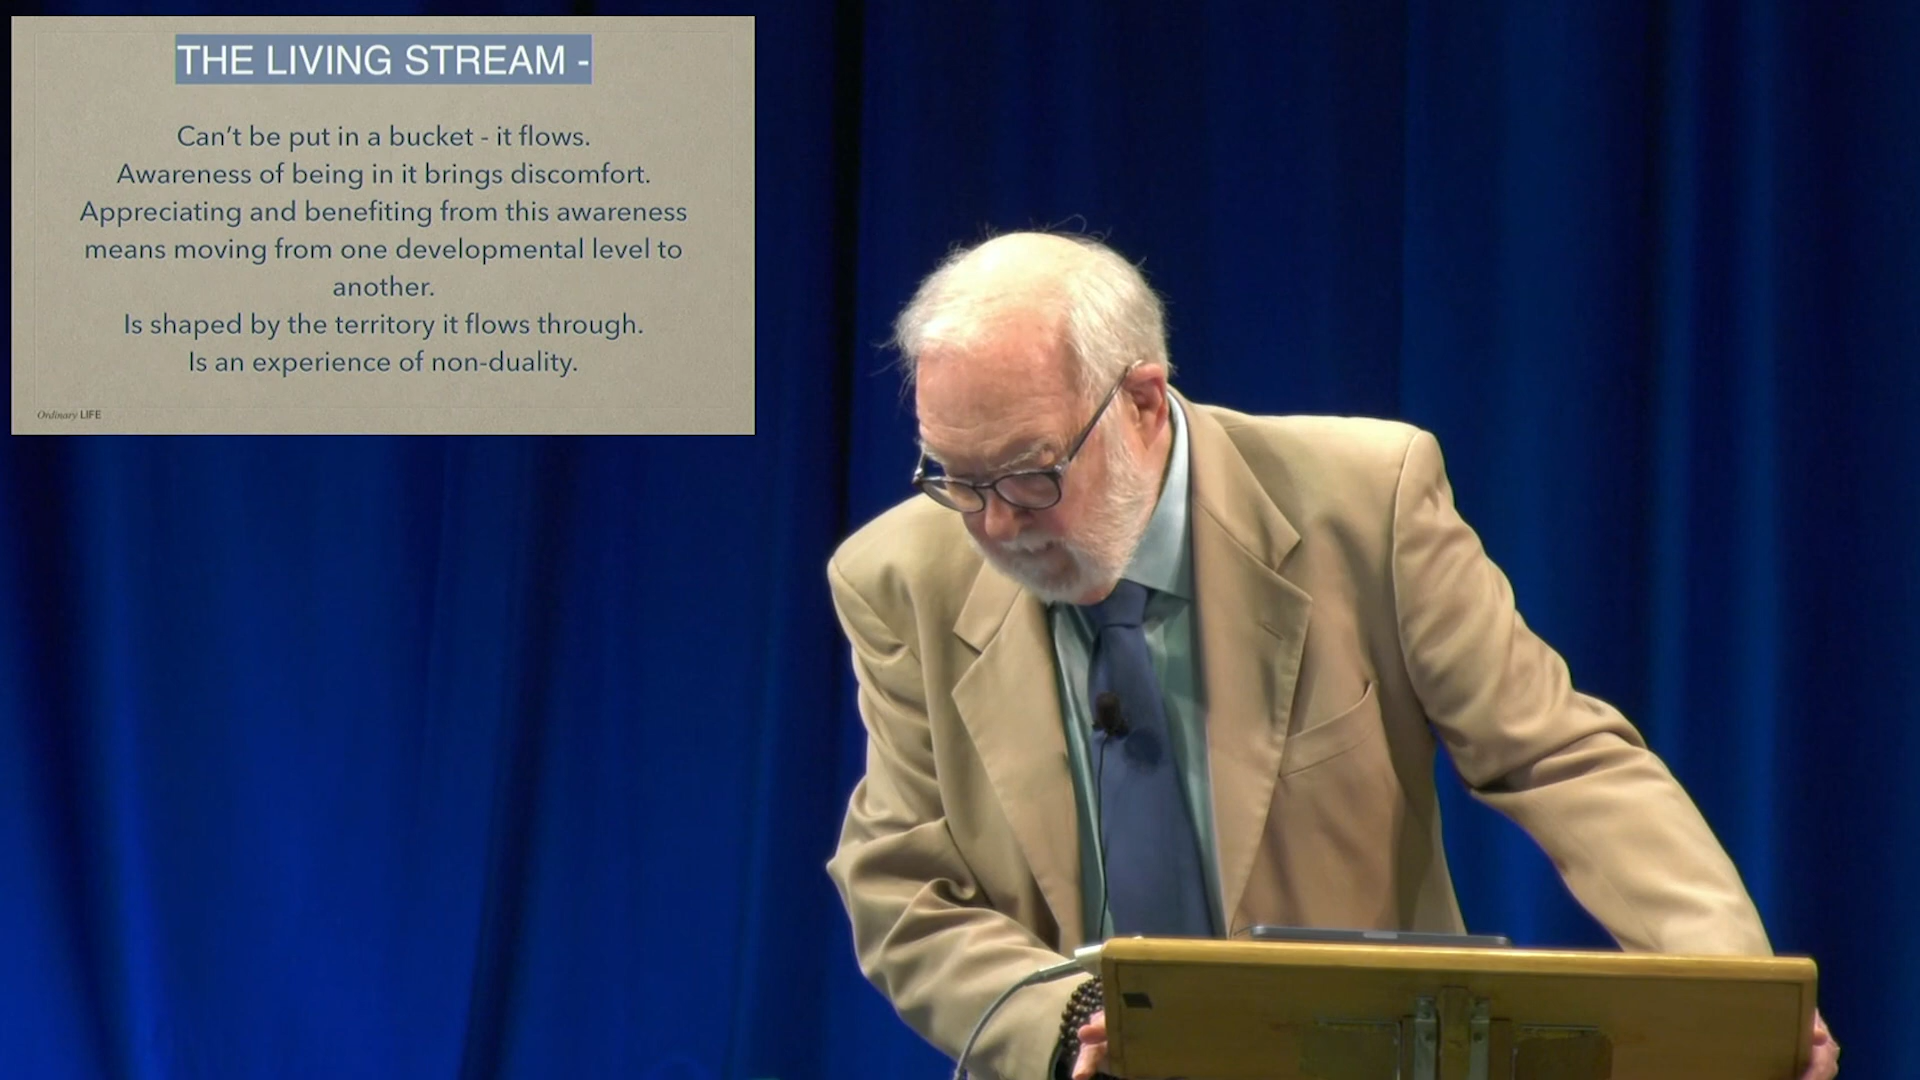 THE LIVING STREAM -
Can't be put in a bucket - it flows.
Awareness of being in it brings discomfort.
Appreciating and benefiting from this awareness
means moving from one developmental level to
another.
Is shaped by the territory it flows through.
Is an experience of non-duality.
Ordinary LIFE